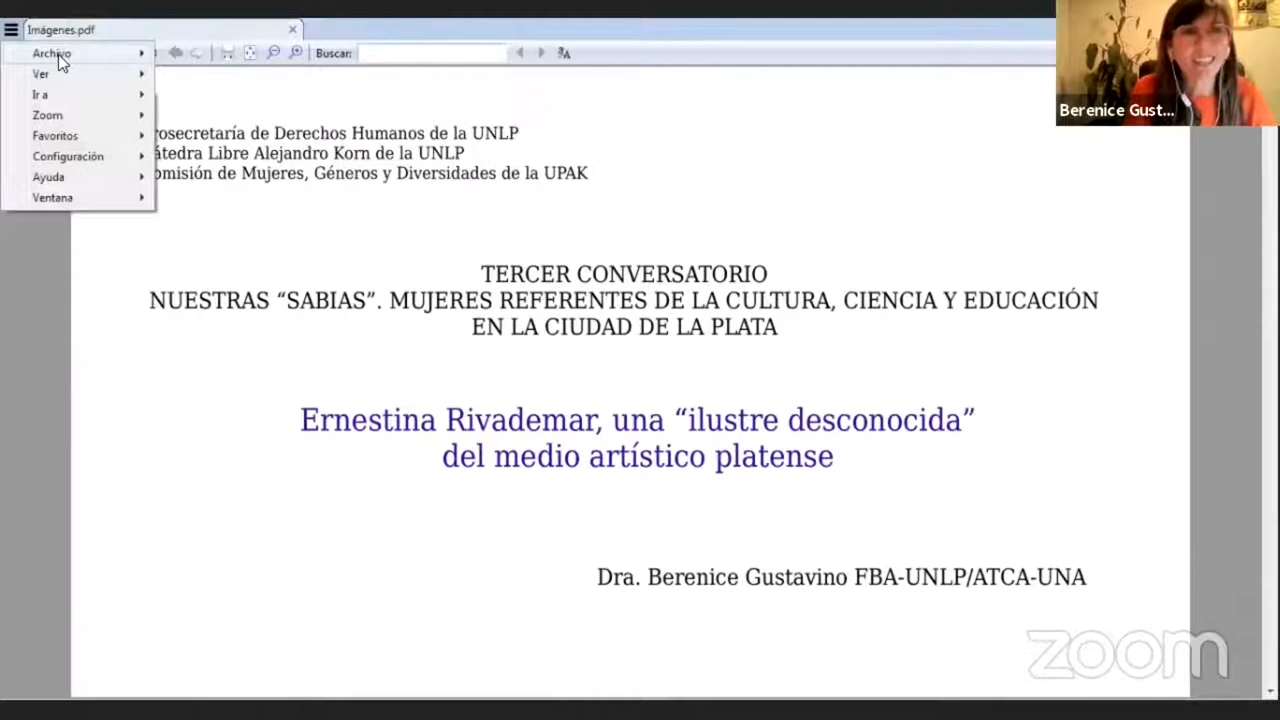 Imágenes.pdf
Archivo
Ver
Ir a
Zoom
Favoritos
Configuración
Ayuda
Ventana
Buscar:
Berenice Gust...
rosecretaría de Derechos Humanos de la UNLP
átedra Libre Alejandro Korn de la UNLP
omisión de Mujeres, Géneros y Diversidades de la UPAK
TERCER CONVERSATORIO
NUESTRAS “SABIAS”. MUJERES REFERENTES DE LA CULTURA, CIENCIA Y EDUCACIÓN
EN LA CIUDAD DE LA PLATA
Ernestina Rivademar, una “ilustre desconocida”
del medio artístico platense
Dra. Berenice Gustavino FBA-UNLP/ATCA-UNA
zoom